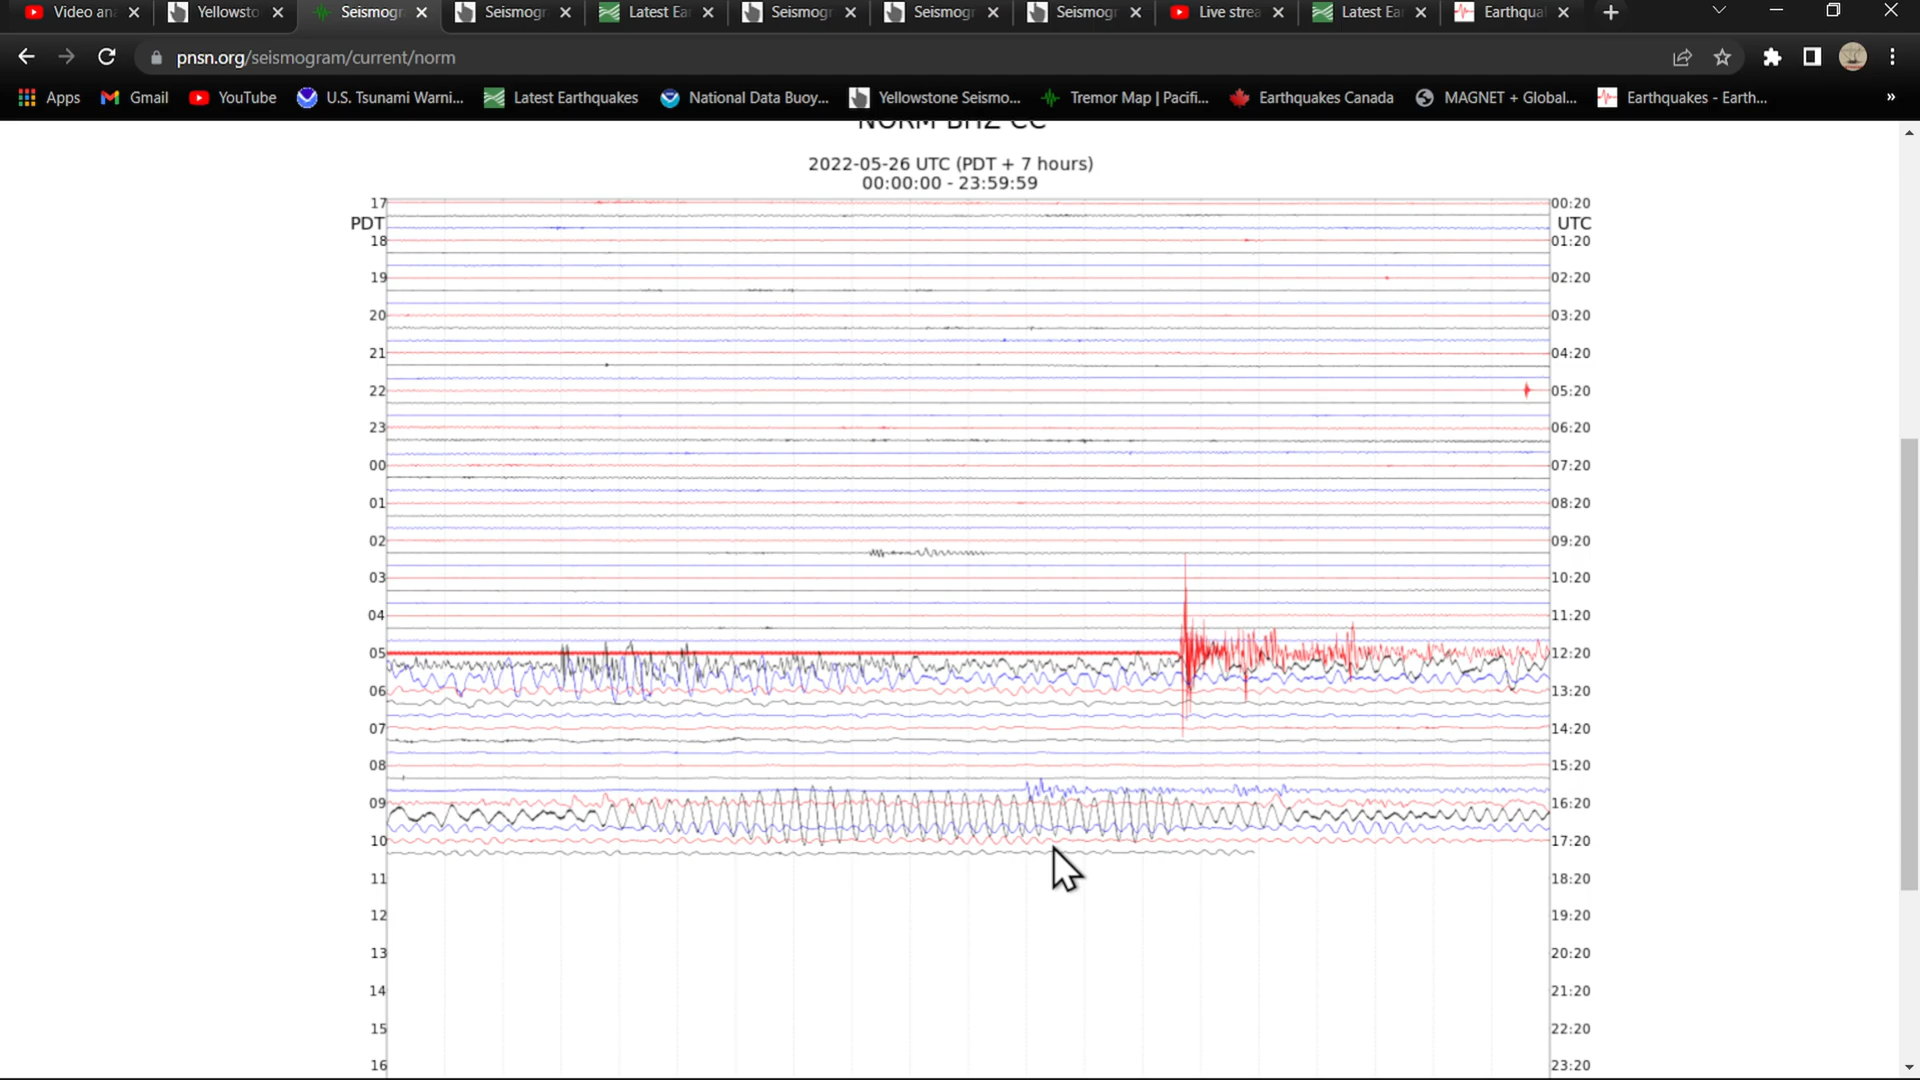 Video an
Yellowsto
Seismogr
Seismogr
Latest Ea
Seismogr
Seismogr
Seismogr
Live strea
Latest Ea
Earthqua
pnsn.org/seismogram/current/norm
Apps
Gmail
YouTube
U.S. Tsunami Warni...
Latest Earthquakes
National Data Buoy...
Yellowstone Seismo...
Tremor Map | Pacifi...
Earthquakes Canada
MAGNET + Global...
Earthquakes - Earth...
»
NORM BHZ CC
2022-05-26 UTC (PDT + 7 hours)
00:00:00 - 23:59:59
17 00:20
PDT UTC
18 01:20
19 02:20
20 03:20
21 04:20
22 05:20
23 06:20
00 07:20
01 08:20
02 09:20
03 10:20
04 11:20
05 12:20
06 13:20
07 14:20
08 15:20
09 16:20
10 17:20
11 18:20
12 19:20
13 20:20
14 21:20
15 22:20
16 23:20